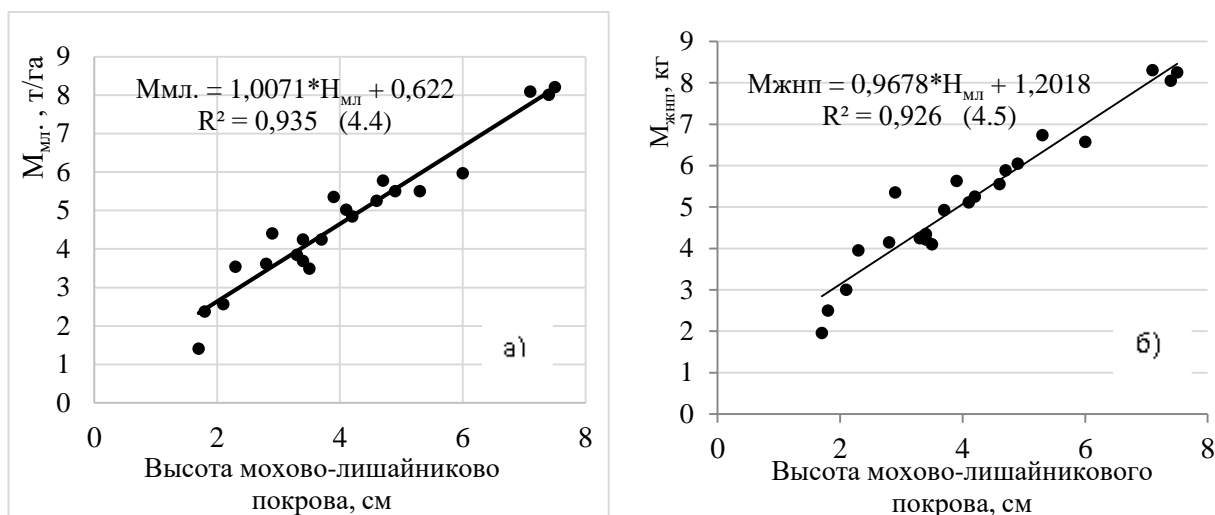 9
8
7
6
5
4
3
2
1
0
Ммл. = 1,0071*Hмл + 0,622
R² = 0,935 (4.4)
Ммл., т/га
а)
0 2 4 6 8
Высота мохово-лишайниково
покрова, см
9
8
7
6
5
4
3
2
1
0
Мжнп = 0,9678*Hмл + 1,2018
R² = 0,926 (4.5)
Мжнп, кг
б)
0 2 4 6 8
Высота мохово-лишайникового
покрова, см